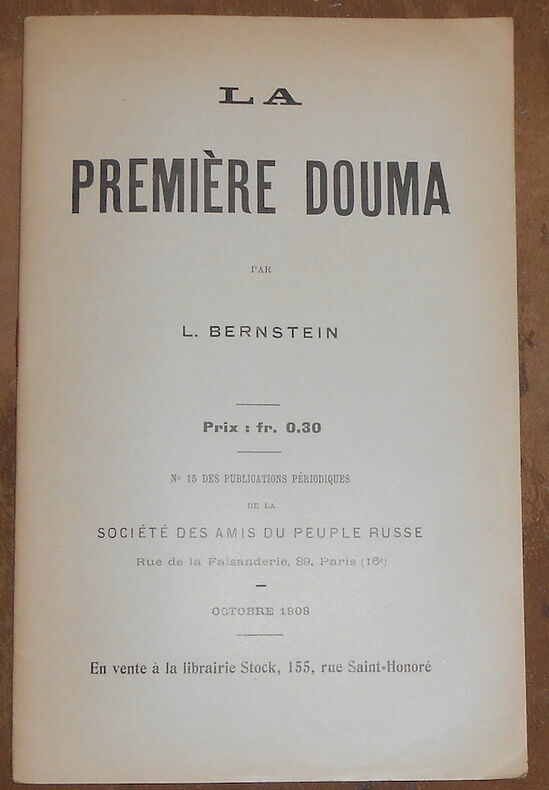 LA
PREMIÈRE DOUMA
PAR
L. BERNSTEIN
Prix : fr. 0.30
Nº 15 DES PUBLICATIONS PÉRIODIQUES
DE LA
SOCIÉTÉ DES AMIS DU PEUPLE RUSSE
Rue de la Faisanderie, 89, Paris (16e)
OCTOBRE 1908
En vente à la librairie Stock, 155, rue Saint-Honoré